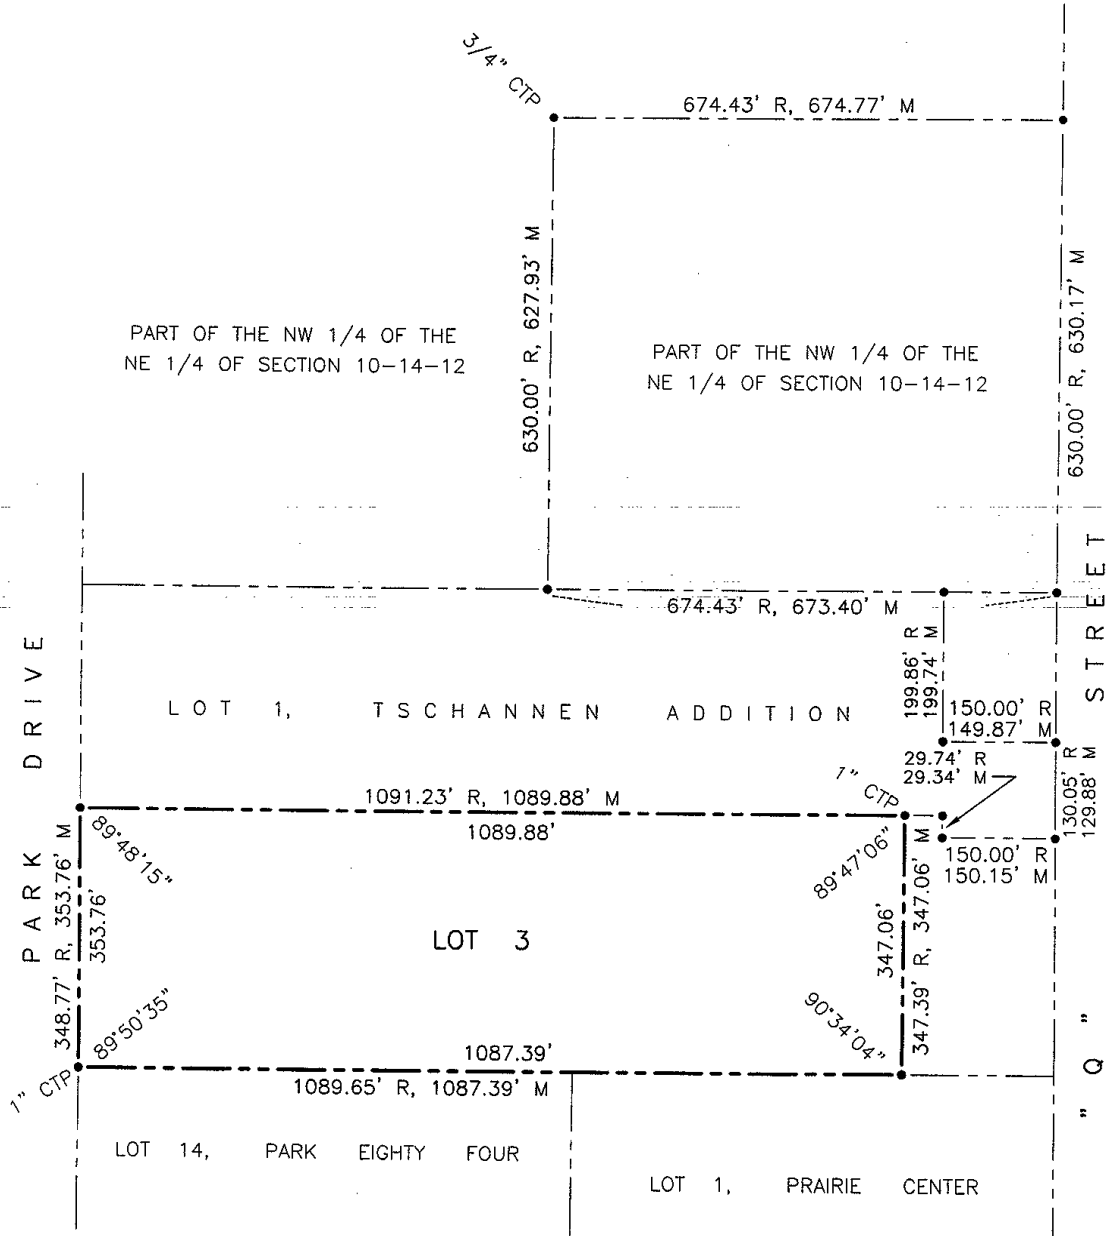 3/4" CTP
674.43' R, 674.77' M
630.00' R, 627.93' M
630.00' R, 630.17' M
PART OF THE NW 1/4 OF THE
NE 1/4 OF SECTION 10-14-12
PART OF THE NW 1/4 OF THE
NE 1/4 OF SECTION 10-14-12
674.43' R, 673.40' M
199.86' R
199.74' M
LOT 1, TSCHANNEN ADDITION
150.00' R
149.87' M
29.74' R
29.34' M
130.05' R
129.88' M
1" CTP
1091.23' R, 1089.88' M
1089.88'
89°48'15"
89°47'06"
150.00' R
150.15' M
PARK DRIVE
348.77' R, 353.76' M
353.76'
LOT 3
347.06'
347.39' R, 347.06' M
89°50'35"
90°34'04"
1" CTP
1087.39'
1089.65' R, 1087.39' M
"Q" STREET
LOT 14, PARK EIGHTY FOUR
LOT 1, PRAIRIE CENTER